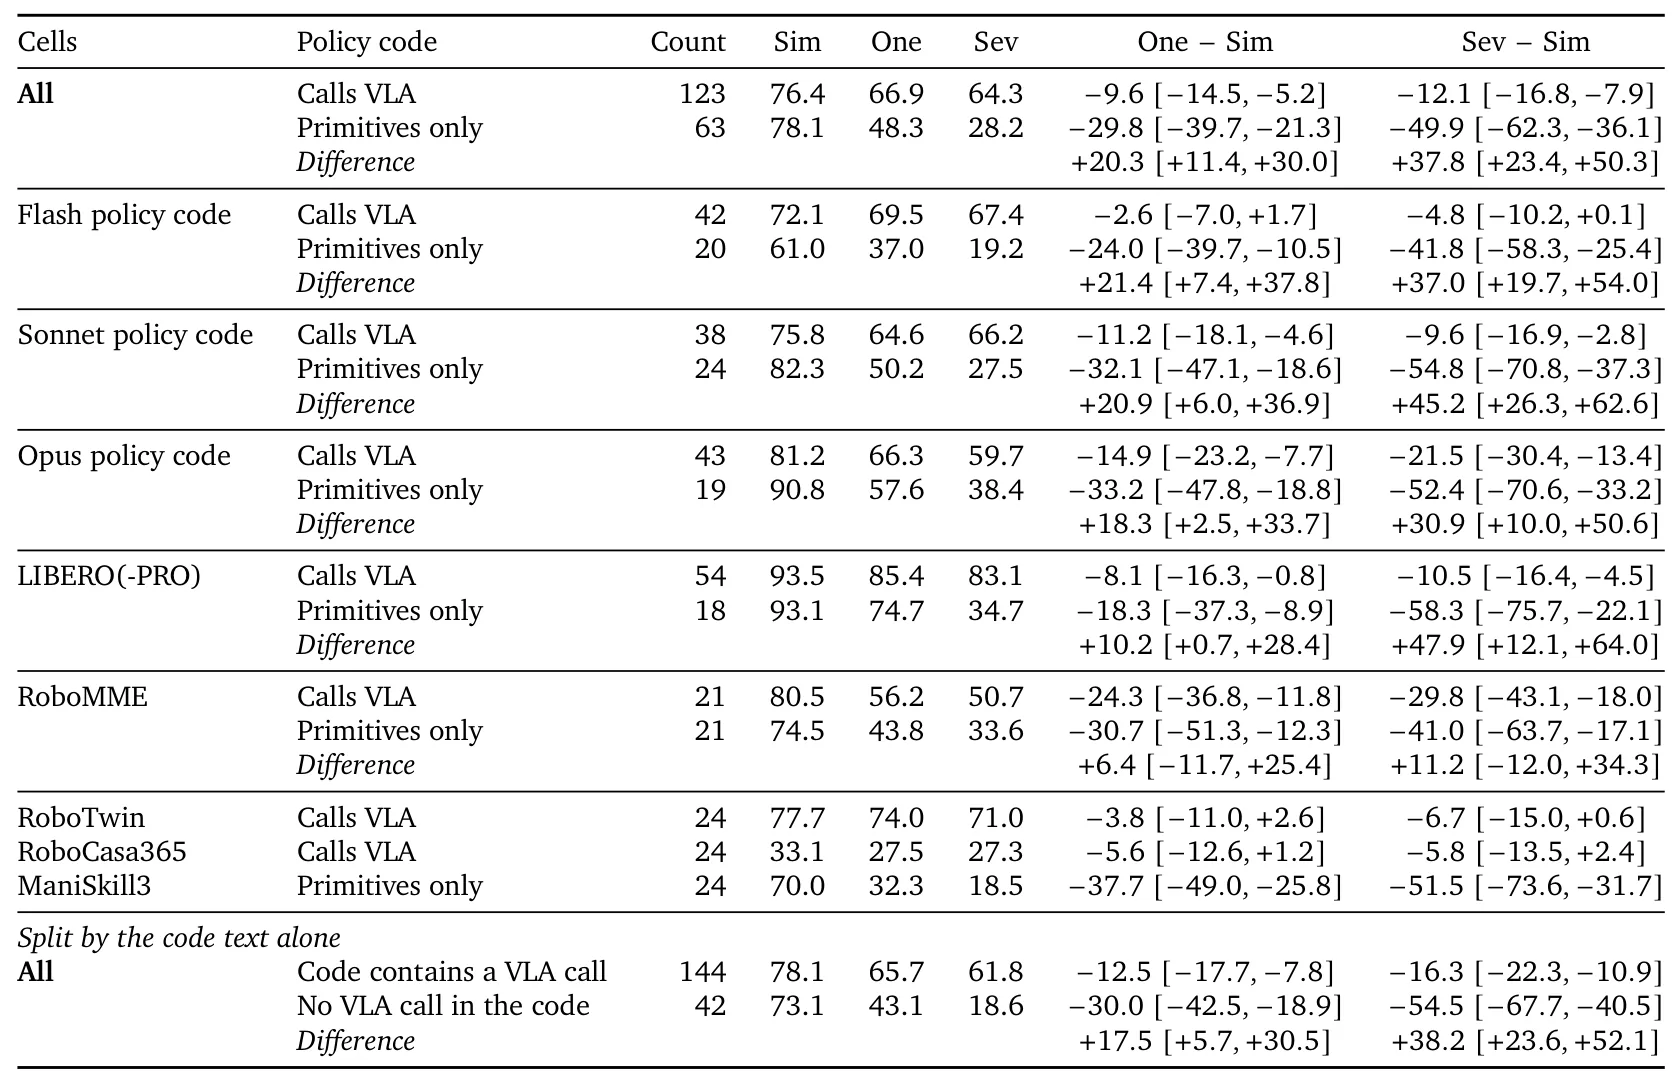 Cells Policy code Count Sim One Sev One − Sim Sev − Sim
All Calls VLA 123 76.4 66.9 64.3 −9.6 [−14.5, −5.2] −12.1 [−16.8, −7.9]
Primitives only 63 78.1 48.3 28.2 −29.8 [−39.7, −21.3] −49.9 [−62.3, −36.1]
Difference +20.3 [+11.4, +30.0] +37.8 [+23.4, +50.3]
Flash policy code Calls VLA 42 72.1 69.5 67.4 −2.6 [−7.0, +1.7] −4.8 [−10.2, +0.1]
Primitives only 20 61.0 37.0 19.2 −24.0 [−39.7, −10.5] −41.8 [−58.3, −25.4]
Difference +21.4 [+7.4, +37.8] +37.0 [+19.7, +54.0]
Sonnet policy code Calls VLA 38 75.8 64.6 66.2 −11.2 [−18.1, −4.6] −9.6 [−16.9, −2.8]
Primitives only 24 82.3 50.2 27.5 −32.1 [−47.1, −18.6] −54.8 [−70.8, −37.3]
Difference +20.9 [+6.0, +36.9] +45.2 [+26.3, +62.6]
Opus policy code Calls VLA 43 81.2 66.3 59.7 −14.9 [−23.2, −7.7] −21.5 [−30.4, −13.4]
Primitives only 19 90.8 57.6 38.4 −33.2 [−47.8, −18.8] −52.4 [−70.6, −33.2]
Difference +18.3 [+2.5, +33.7] +30.9 [+10.0, +50.6]
LIBERO(-PRO) Calls VLA 54 93.5 85.4 83.1 −8.1 [−16.3, −0.8] −10.5 [−16.4, −4.5]
Primitives only 18 93.1 74.7 34.7 −18.3 [−37.3, −8.9] −58.3 [−75.7, −22.1]
Difference +10.2 [+0.7, +28.4] +47.9 [+12.1, +64.0]
RoboMME Calls VLA 21 80.5 56.2 50.7 −24.3 [−36.8, −11.8] −29.8 [−43.1, −18.0]
Primitives only 21 74.5 43.8 33.6 −30.7 [−51.3, −12.3] −41.0 [−63.7, −17.1]
Difference +6.4 [−11.7, +25.4] +11.2 [−12.0, +34.3]
RoboTwin Calls VLA 24 77.7 74.0 71.0 −3.8 [−11.0, +2.6] −6.7 [−15.0, +0.6]
RoboCasa365 Calls VLA 24 33.1 27.5 27.3 −5.6 [−12.6, +1.2] −5.8 [−13.5, +2.4]
ManiSkill3 Primitives only 24 70.0 32.3 18.5 −37.7 [−49.0, −25.8] −51.5 [−73.6, −31.7]
Split by the code text alone
All Code contains a VLA call 144 78.1 65.7 61.8 −12.5 [−17.7, −7.8] −16.3 [−22.3, −10.9]
No VLA call in the code 42 73.1 43.1 18.6 −30.0 [−42.5, −18.9] −54.5 [−67.7, −40.5]
Difference +17.5 [+5.7, +30.5] +38.2 [+23.6, +52.1]